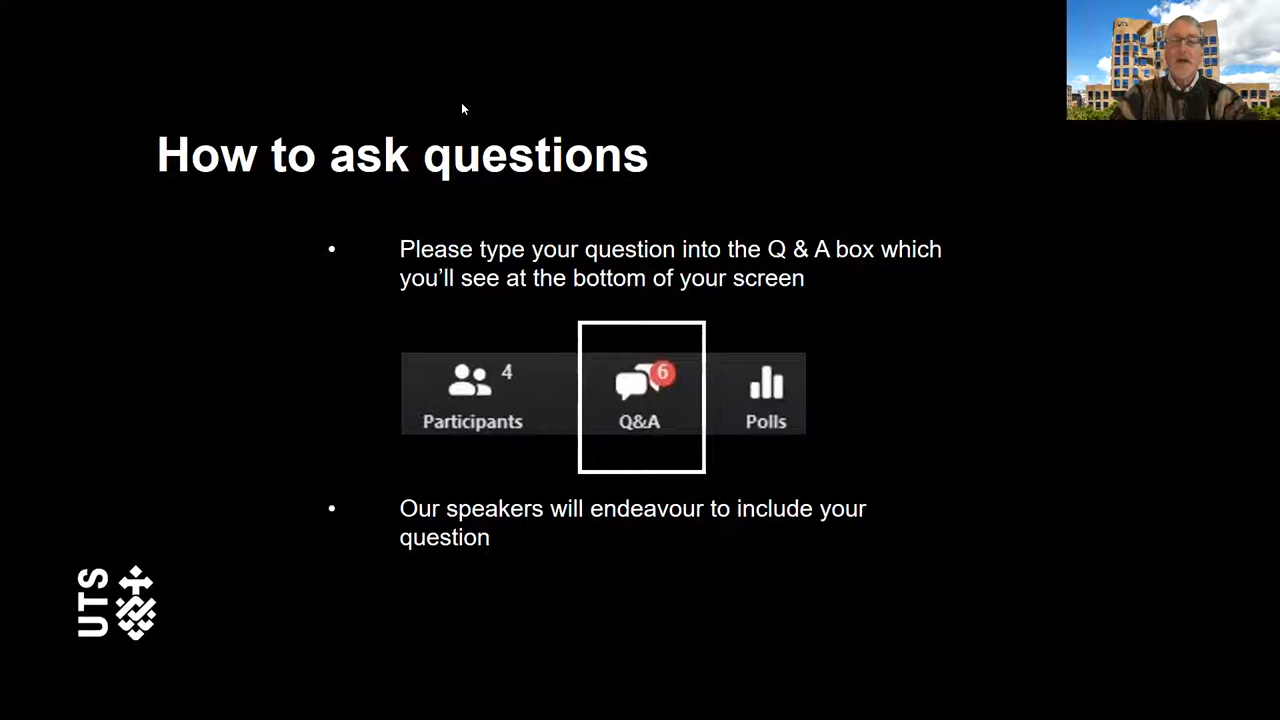 UTS
How to ask questions
• Please type your question into the Q & A box which
you'll see at the bottom of your screen
4
6
Participants
Q&A
Polls
• Our speakers will endeavour to include your
question
UTS